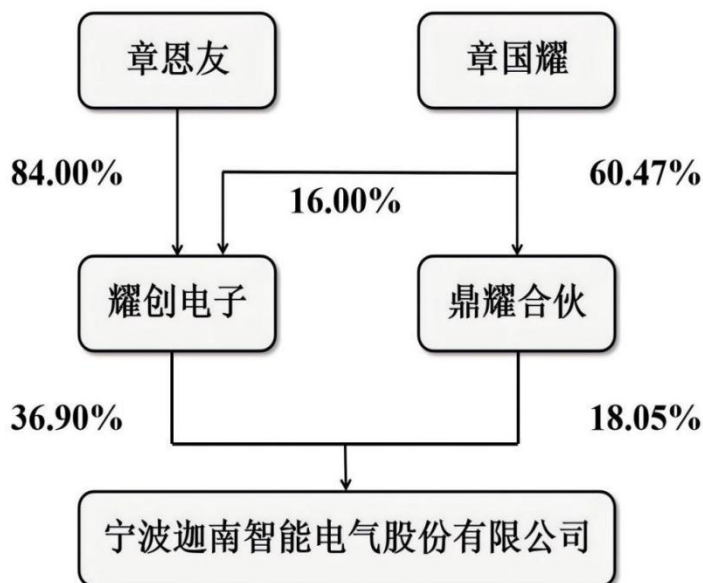 章恩友
章国耀
84.00%
16.00%
60.47%
耀创电子
鼎耀合伙
36.90%
18.05%
宁波迦南智能电气股份有限公司